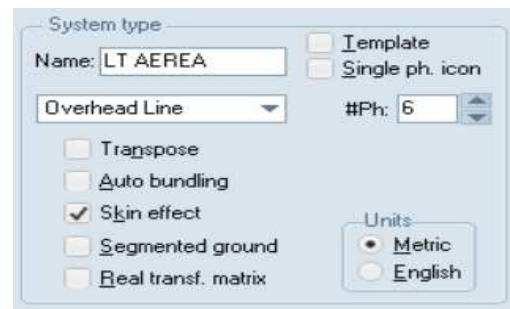 System type
Template
Name: LT AEREA
Single ph. icon
Overhead Line
#Ph: 6
Transpose
Auto bundling
Skin effect
Units
Segmented ground
Metric
Real transf. matrix
English